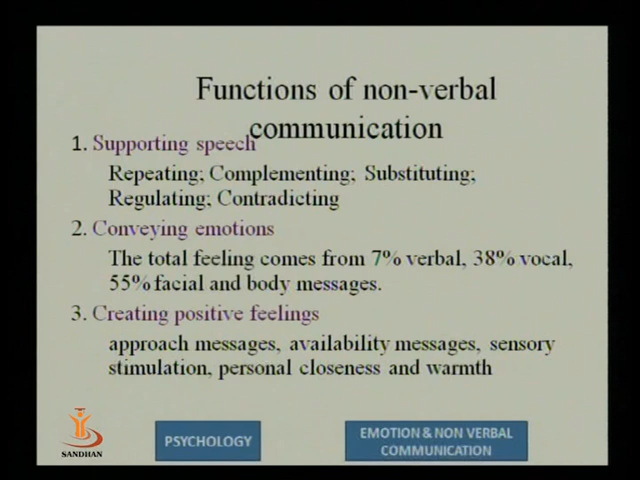 Functions of non-verbal
communication
1. Supporting speech
Repeating; Complementing; Substituting;
Regulating; Contradicting
2. Conveying emotions
The total feeling comes from 7% verbal, 38% vocal,
55% facial and body messages.
3. Creating positive feelings
approach messages, availability messages, sensory
stimulation, personal closeness and warmth
SANDHAN
PSYCHOLOGY
EMOTION & NON VERBAL
COMMUNICATION